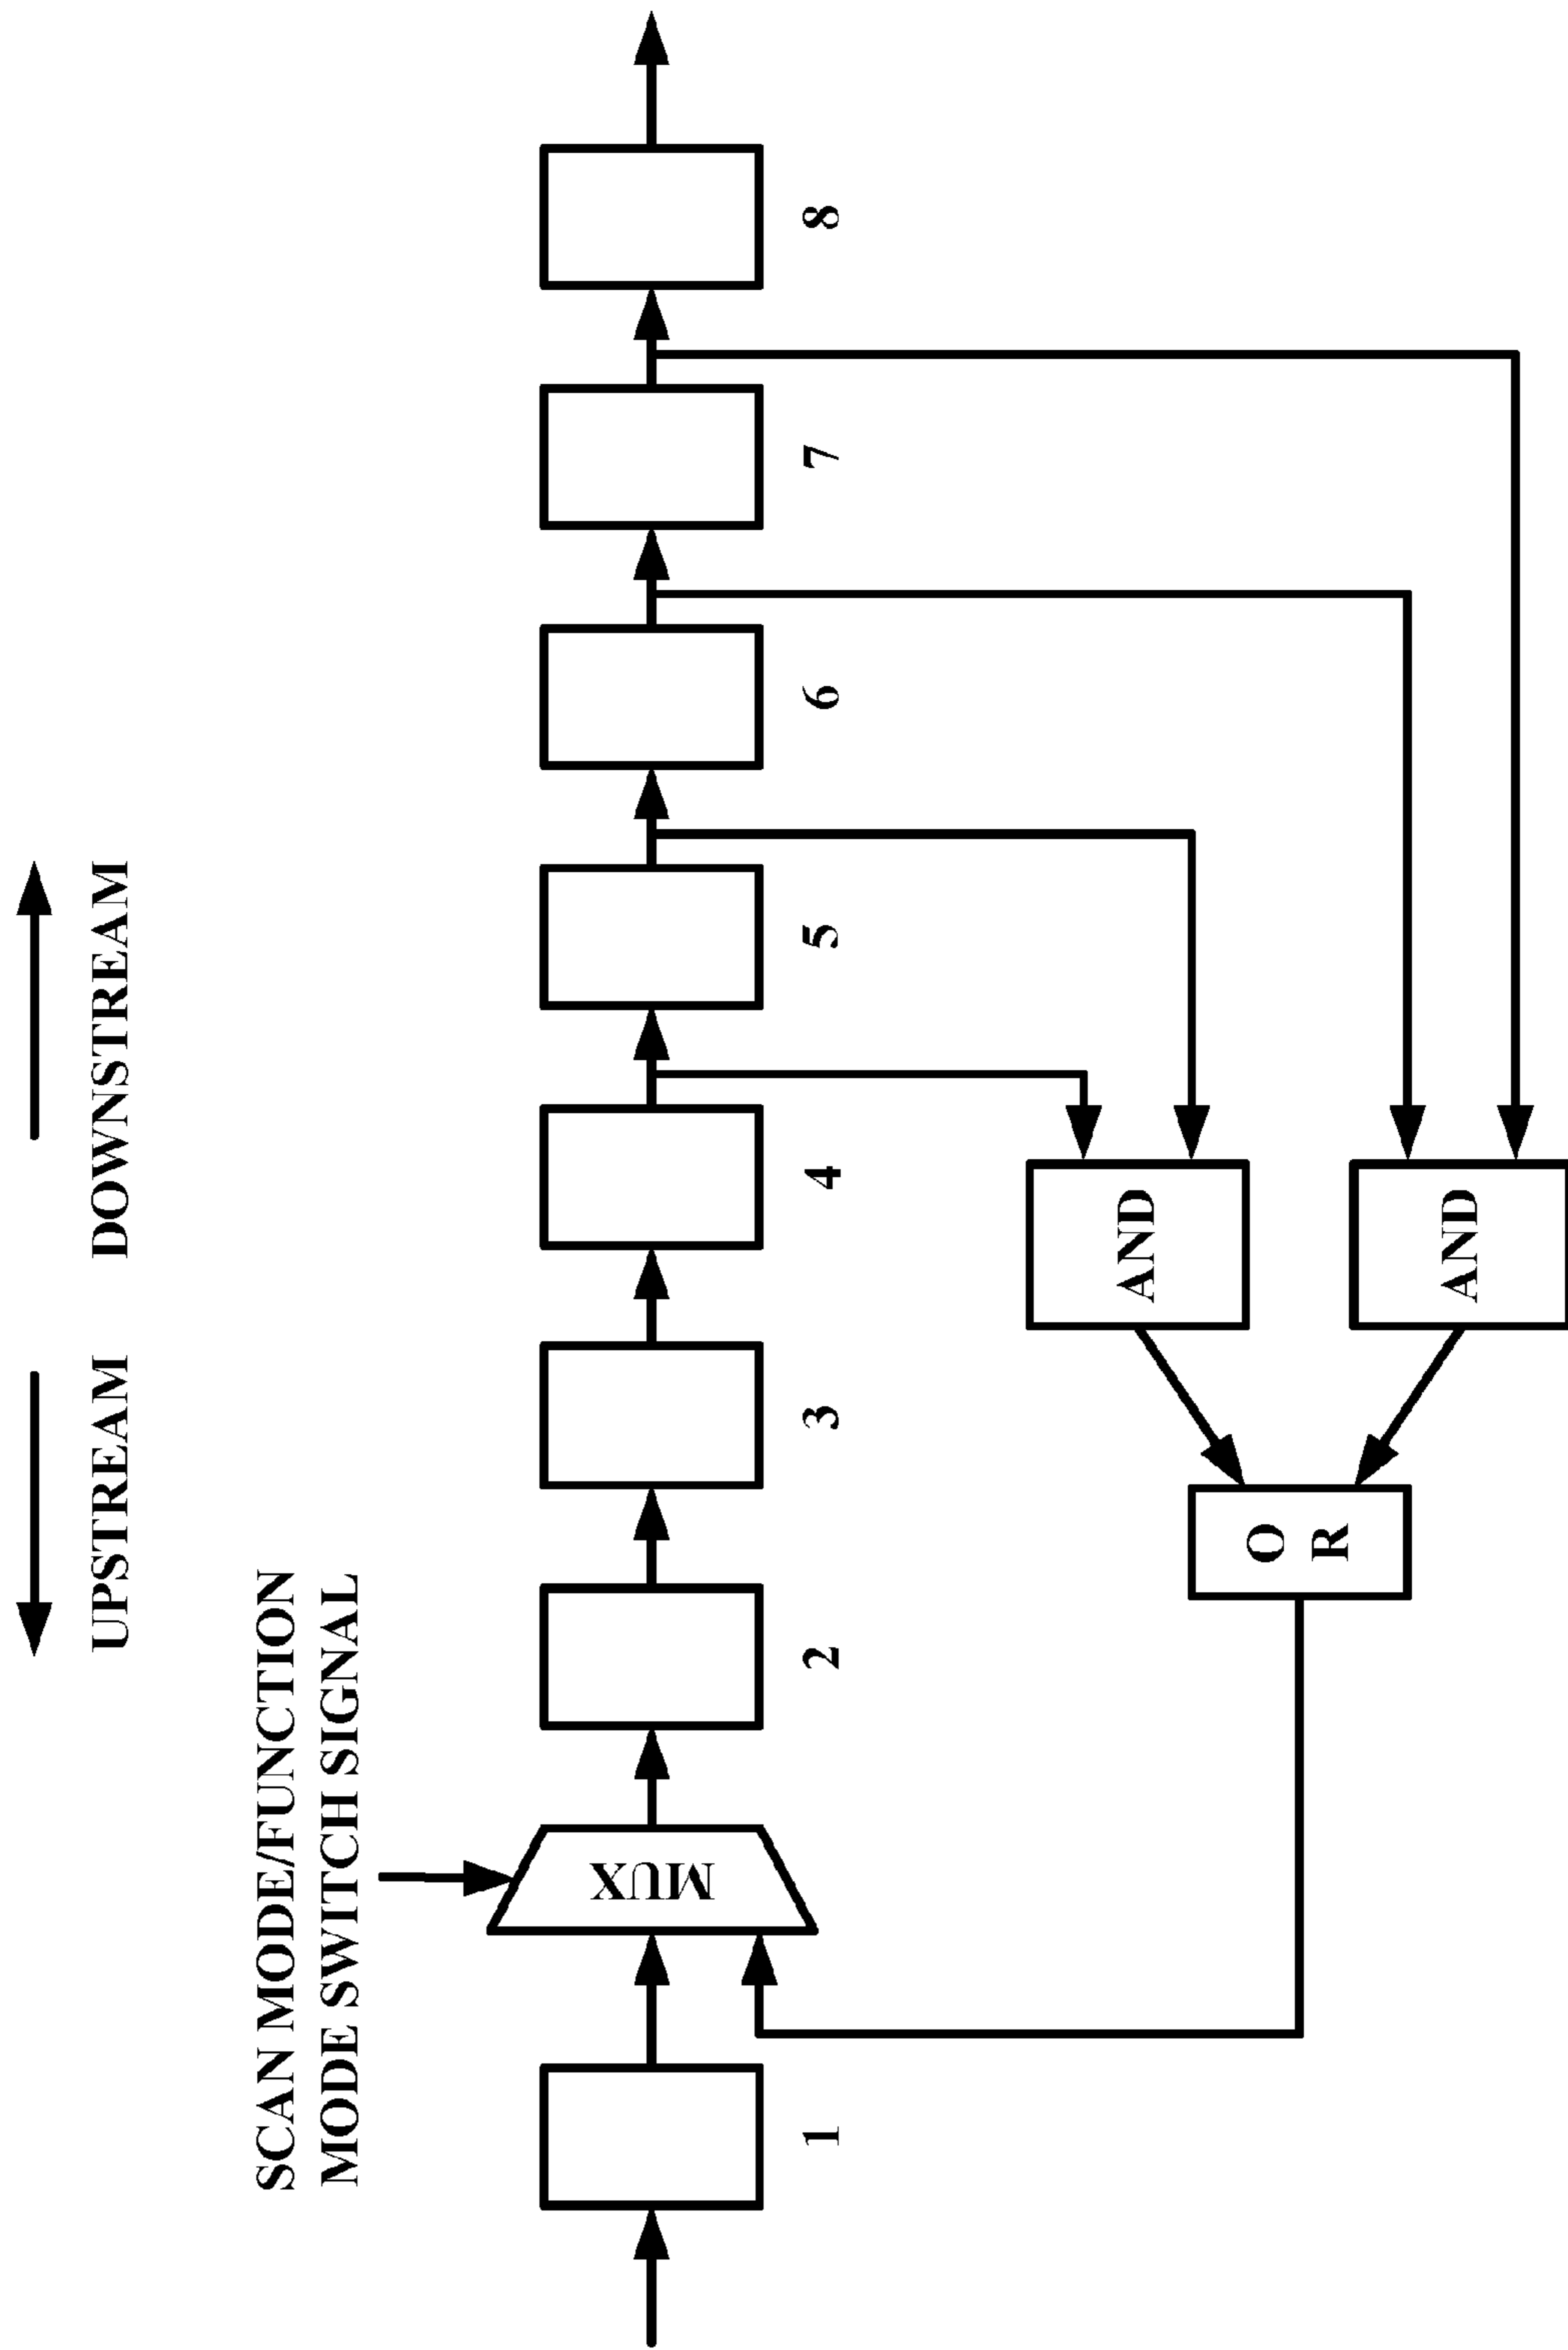 UPSTREAM
DOWNSTREAM
SCAN MODE/FUNCTION
MODE SWITCH SIGNAL
MUX
1
2
3
4
5
6
7
8
AND
O
R
AND